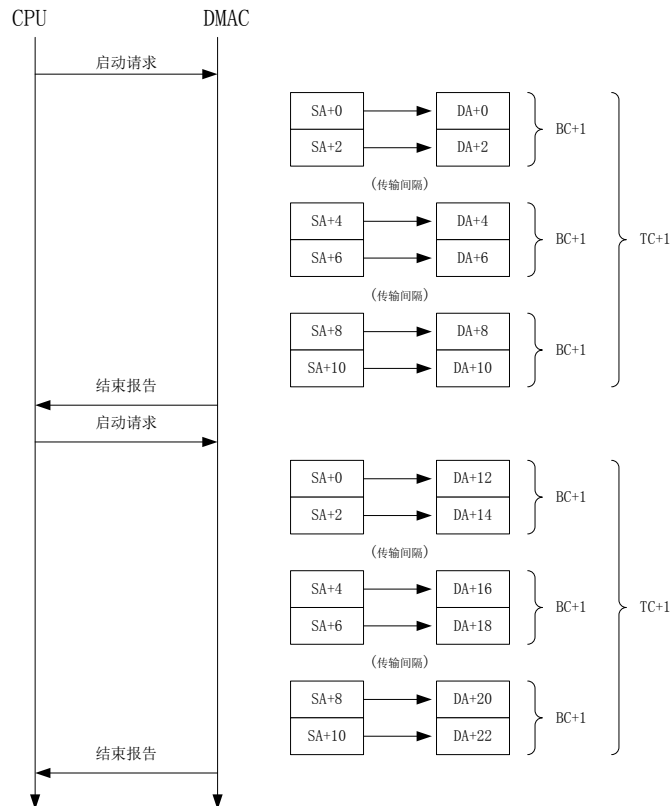 CPU DMAC
启动请求
SA+0 DA+0
SA+2 DA+2
BC+1
(传输间隔)
SA+4 DA+4
SA+6 DA+6
BC+1
TC+1
(传输间隔)
SA+8 DA+8
SA+10 DA+10
BC+1
结束报告
启动请求
SA+0 DA+12
SA+2 DA+14
BC+1
(传输间隔)
SA+4 DA+16
SA+6 DA+18
BC+1
TC+1
(传输间隔)
SA+8 DA+20
SA+10 DA+22
BC+1
结束报告